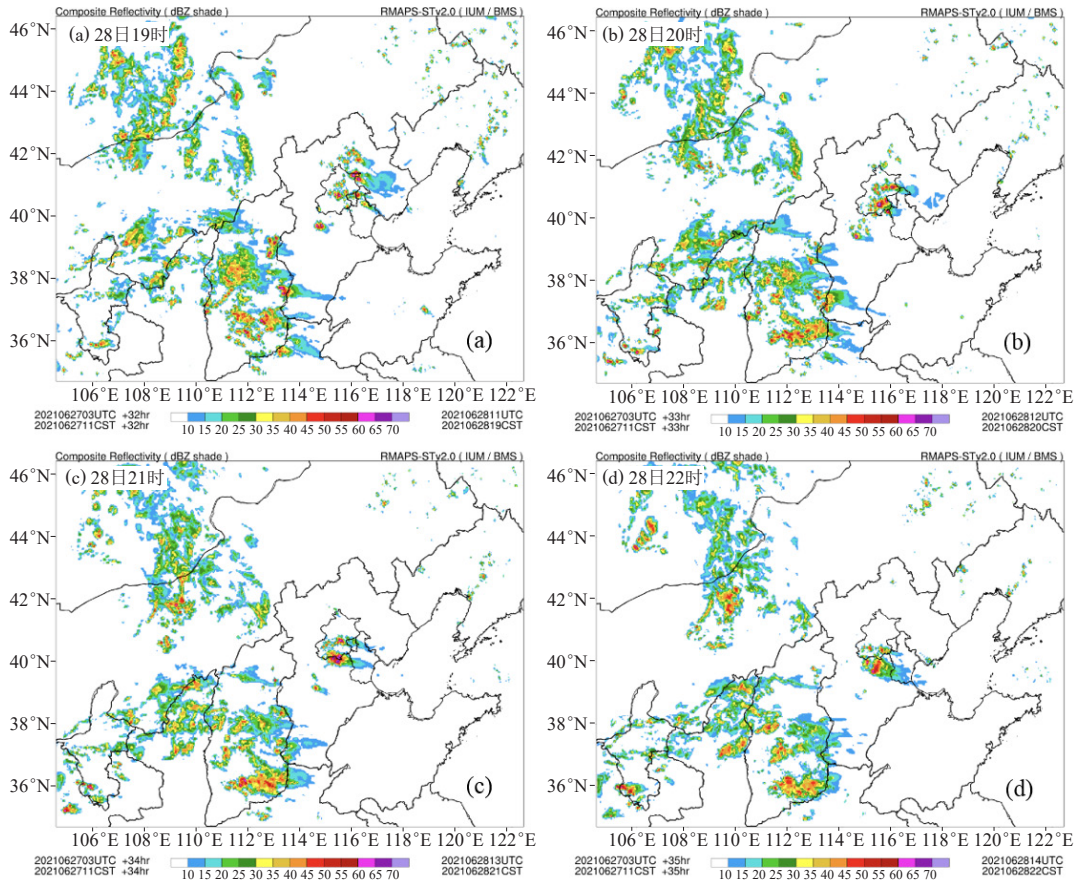 Composite Reflectivity ( dBZ shade ) RMAPS-STv2.0 ( IUM / BMS )
(a) 28日19时
46°N
44°N
42°N
40°N
38°N
36°N
(a)
106°E 108°E 110°E 112°E 114°E 116°E 118°E 120°E 122°E
2021062703UTC +32hr 2021062811UTC
2021062711CST +32hr 2021062819CST
10 15 20 25 30 35 40 45 50 55 60 65 70
Composite Reflectivity ( dBZ shade ) RMAPS-STv2.0 ( IUM / BMS )
(b) 28日20时
46°N
44°N
42°N
40°N
38°N
36°N
(b)
106°E 108°E 110°E 112°E 114°E 116°E 118°E 120°E 122°E
2021062703UTC +33hr 2021062812UTC
2021062711CST +33hr 2021062820CST
10 15 20 25 30 35 40 45 50 55 60 65 70
Composite Reflectivity ( dBZ shade ) RMAPS-STv2.0 ( IUM / BMS )
(c) 28日21时
46°N
44°N
42°N
40°N
38°N
36°N
(c)
106°E 108°E 110°E 112°E 114°E 116°E 118°E 120°E 122°E
2021062703UTC +34hr 2021062813UTC
2021062711CST +34hr 2021062821CST
10 15 20 25 30 35 40 45 50 55 60 65 70
Composite Reflectivity ( dBZ shade ) RMAPS-STv2.0 ( IUM / BMS )
(d) 28日22时
46°N
44°N
42°N
40°N
38°N
36°N
(d)
106°E 108°E 110°E 112°E 114°E 116°E 118°E 120°E 122°E
2021062703UTC +35hr 2021062814UTC
2021062711CST +35hr 2021062822CST
10 15 20 25 30 35 40 45 50 55 60 65 70